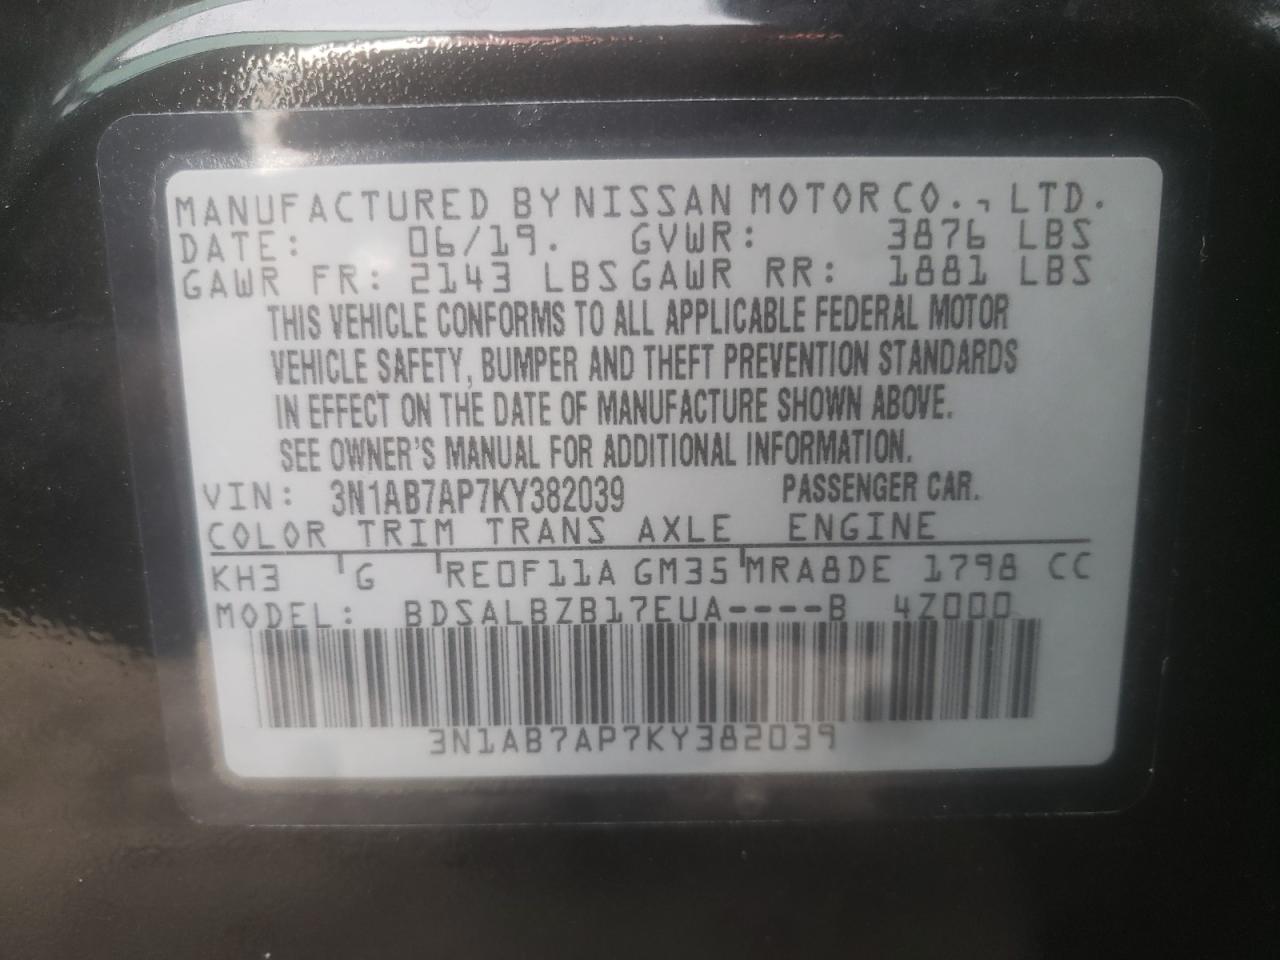 MANUFACTURED BY NISSAN MOTOR CO., LTD.
DATE: 06/19. GVWR: 3876 LBS
GAWR FR: 2143 LBS GAWR RR: 1881 LBS
THIS VEHICLE CONFORMS TO ALL APPLICABLE FEDERAL MOTOR
VEHICLE SAFETY, BUMPER AND THEFT PREVENTION STANDARDS
IN EFFECT ON THE DATE OF MANUFACTURE SHOWN ABOVE.
SEE OWNER'S MANUAL FOR ADDITIONAL INFORMATION.
VIN: 3N1AB7AP7KY382039 PASSENGER CAR.
COLOR TRIM TRANS AXLE ENGINE
KH3 G RE0F11A GM35 MRA8DE 1798 CC
MODEL: BDSALBZB17EUA----B 4Z000
3N1AB7AP7KY382039